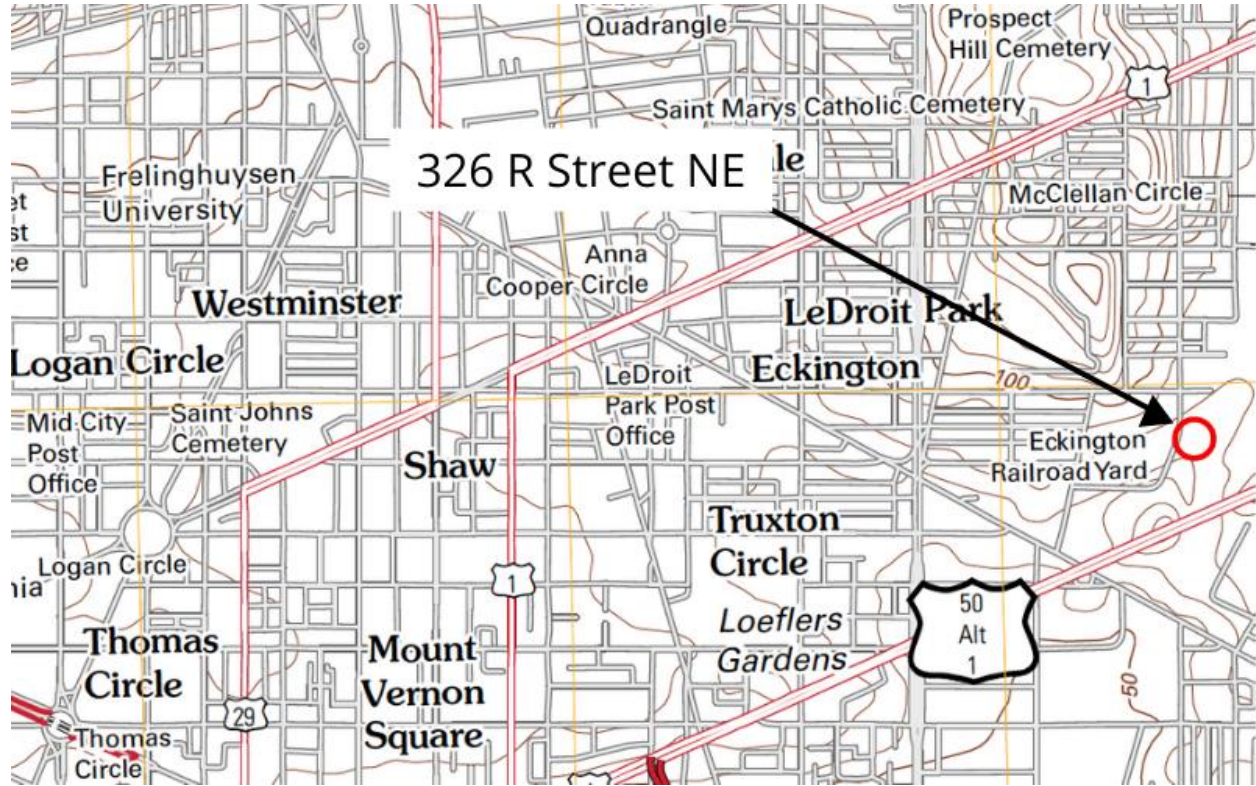 Quadrangle
Prospect
Hill Cemetery
1
Saint Marys Catholic Cemetery
326 R Street NE
Frelinghuysen
University
McClellan Circle
Anna
Cooper Circle
Westminster
LeDroit Park
Logan Circle
Eckington
LeDroit
Park Post
Office
100
Mid City
Post
Office
Saint Johns
Cemetery
Shaw
Eckington
Railroad Yard
Truxton
Circle
Logan Circle
1
50
Alt
1
Loeflers
Gardens
Thomas
Circle
Mount
Vernon
Square
50
29
Thomas
Circle